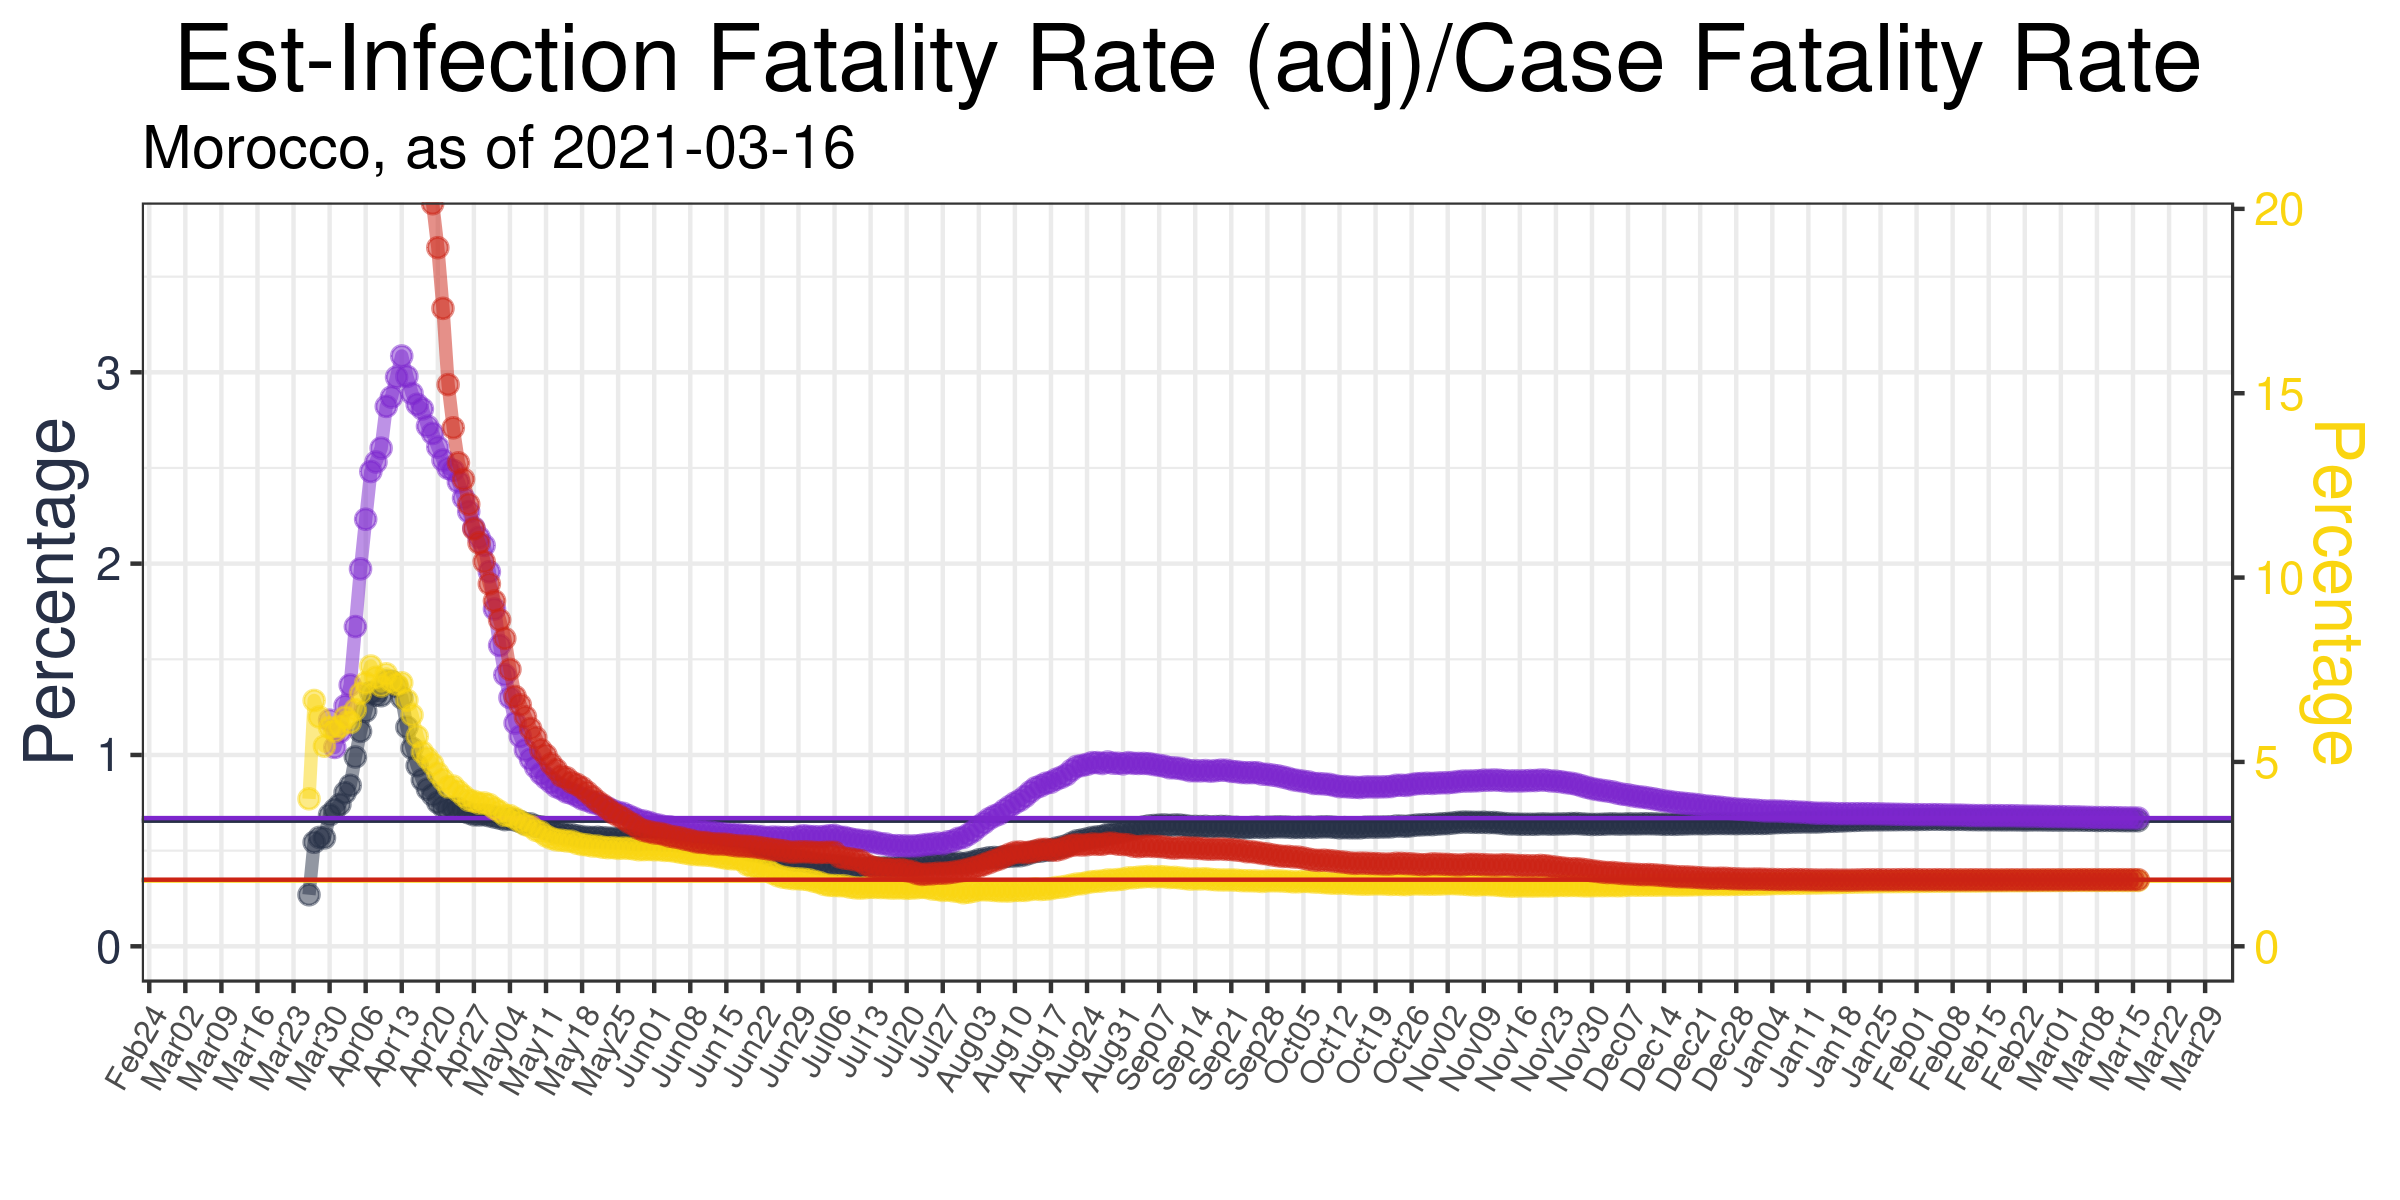 Est-Infection Fatality Rate (adj)/Case Fatality Rate
Morocco, as of 2021-03-16
Percentage
3
2
1
0
20
15
10
5
0
Percentage
Feb24
Mar02
Mar09
Mar16
Mar23
Mar30
Apr06
Apr13
Apr20
Apr27
May04
May11
May18
May25
Jun01
Jun08
Jun15
Jun22
Jun29
Jul06
Jul13
Jul20
Jul27
Aug03
Aug10
Aug17
Aug24
Aug31
Sep07
Sep14
Sep21
Sep28
Oct05
Oct12
Oct19
Oct26
Nov02
Nov09
Nov16
Nov23
Nov30
Dec07
Dec14
Dec21
Dec28
Jan04
Jan11
Jan18
Jan25
Feb01
Feb08
Feb15
Feb22
Mar01
Mar08
Mar15
Mar22
Mar29